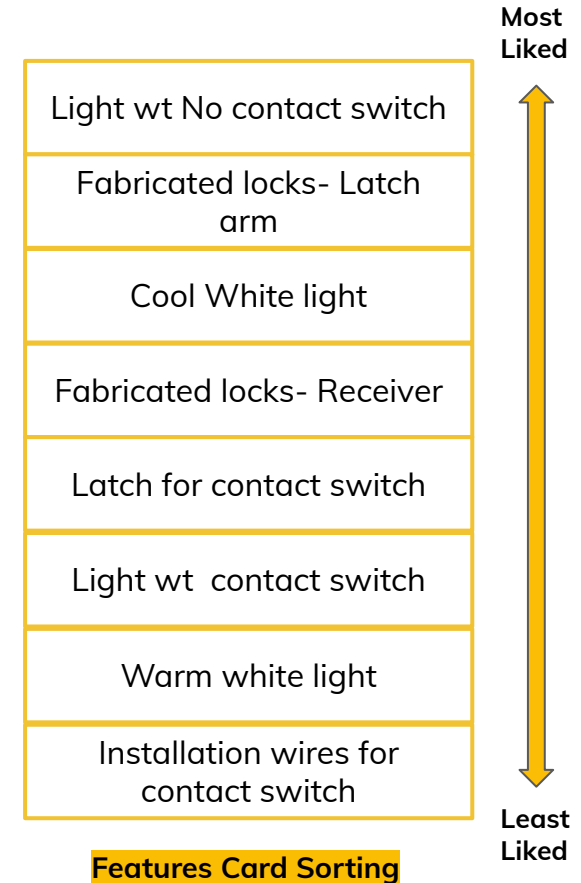 Most
Liked
Light wt No contact switch
Fabricated locks- Latch
arm
Cool White light
Fabricated locks- Receiver
Latch for contact switch
Light wt  contact switch
Warm white light
Installation wires for
contact switch
Least
Liked
Features Card Sorting